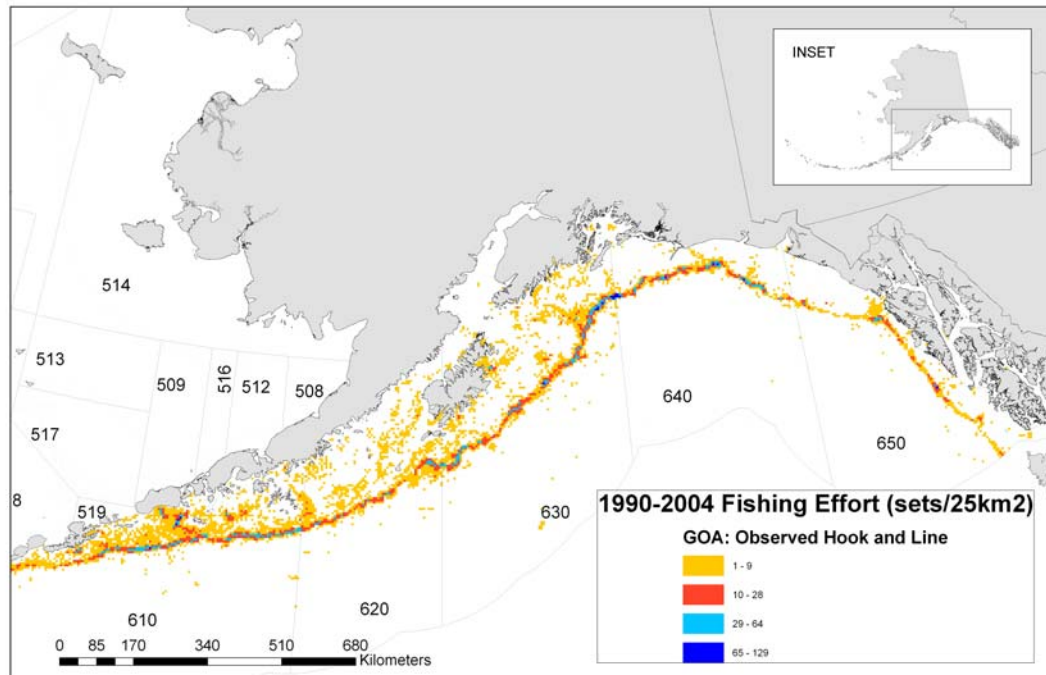 INSET
514
513
509
516
512
508
517
8
519
640
650
630
620
610
1990-2004 Fishing Effort (sets/25km2)
GOA: Observed Hook and Line
1 - 9
10 - 28
29 - 64
65 - 129
0 85 170 340 510 680
Kilometers